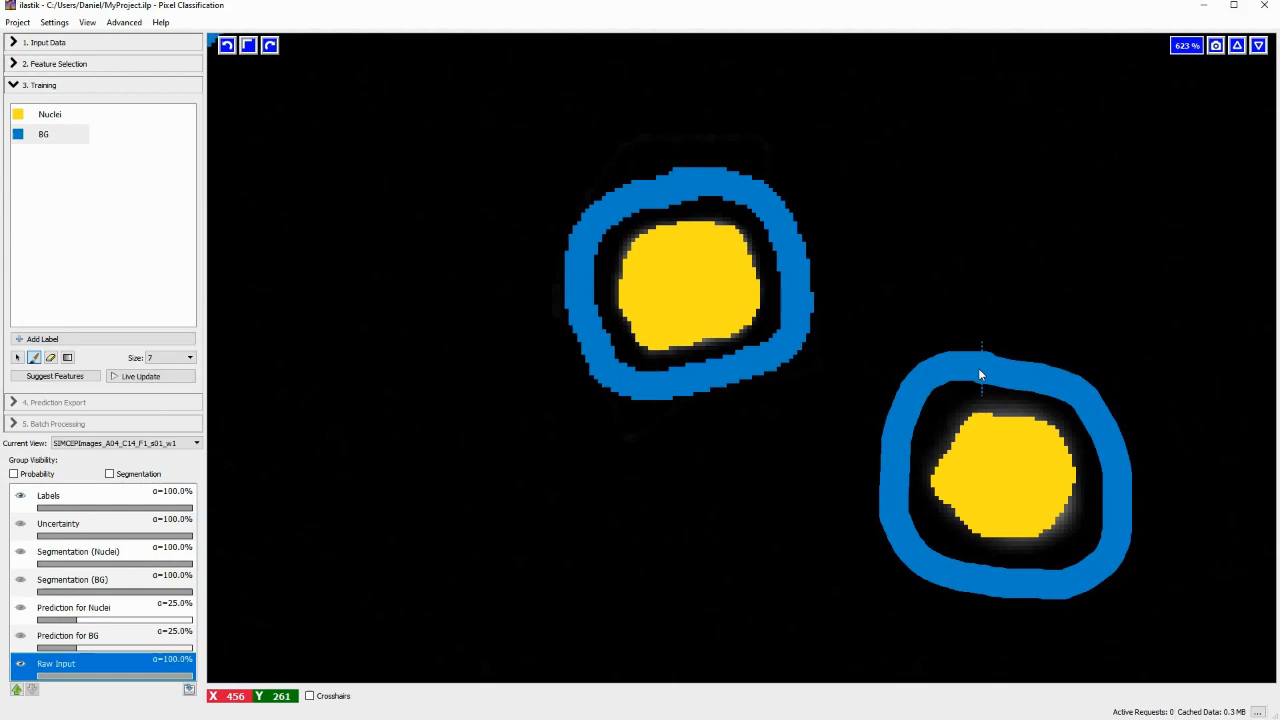 ilastik - C:/Users/Daniel/MyProject.ilp - Pixel Classification
Project Settings View Advanced Help
1. Input Data
2. Feature Selection
3. Training
Nuclei
BG
Add Label
Size: 7
Suggest Features Live Update
4. Prediction Export
5. Batch Processing
Current View: SIMCEPImages_A04_C14_F1_s01_w1
Group Visibility:
Probability Segmentation
Labels α=100.0%
Uncertainty α=100.0%
Segmentation (Nuclei) α=100.0%
Segmentation (BG) α=100.0%
Prediction for Nuclei α=25.0%
Prediction for BG α=25.0%
Raw Input α=100.0%
623 %
X 456 Y 261 Crosshairs
Active Requests: 0 Cached Data: 0.3 MB ...